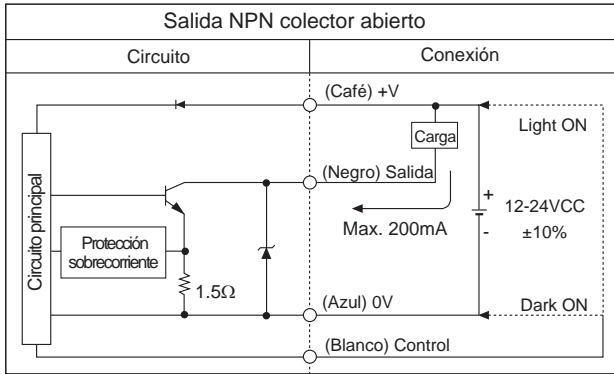 Salida NPN colector abierto
Circuito
Conexión
(Café) +V
Light ON
Carga
(Negro) Salida
Circuito principal
+
12-24VCC
Max. 200mA
-
±10%
Protección
sobrecorriente
1.5Ω
(Azul) 0V
Dark ON
(Blanco) Control